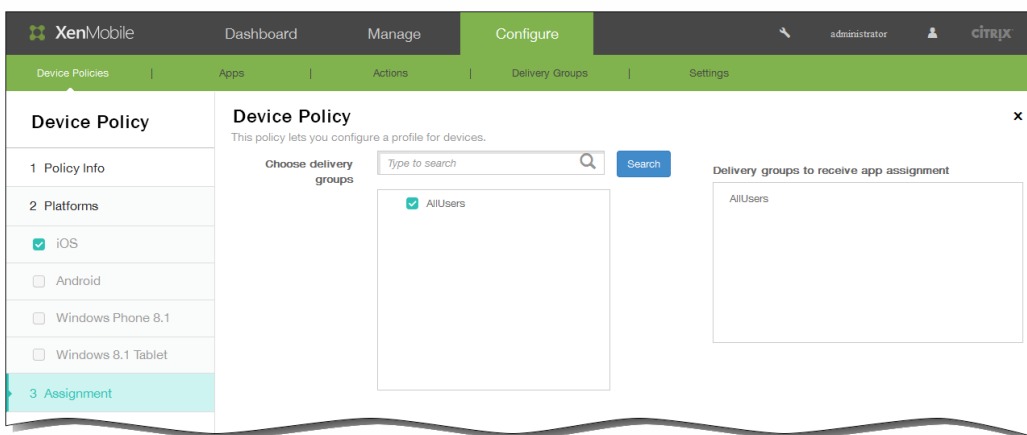 XenMobile Dashboard Manage Configure administrator CITRIX
Device Policies | Apps | Actions | Delivery Groups | Settings
Device Policy
1 Policy Info
2 Platforms
iOS
Android
Windows Phone 8.1
Windows 8.1 Tablet
3 Assignment
Device Policy x
This policy lets you configure a profile for devices.
Choose delivery
groups
Type to search Search
AllUsers
Delivery groups to receive app assignment
AllUsers